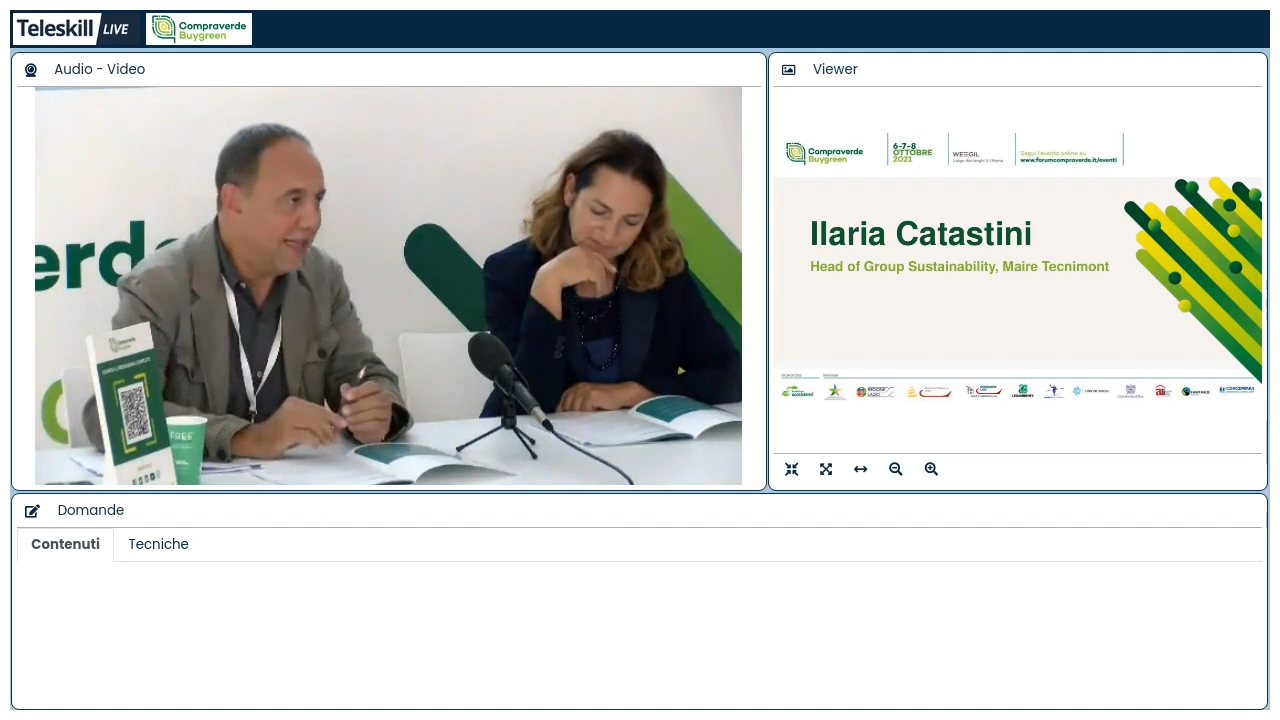 Teleskill LIVE
Compraverde
Buygreen
Audio - Video
Viewer
erd
FREE
Compraverde
Buygreen
6-7-8
OTTOBRE
2021
WEGIL
Segui l'evento online su
www.forumcompraverde.it/eventi
Ilaria Catastini
Head of Group Sustainability, Maire Tecnimont
Domande
Contenuti
Tecniche